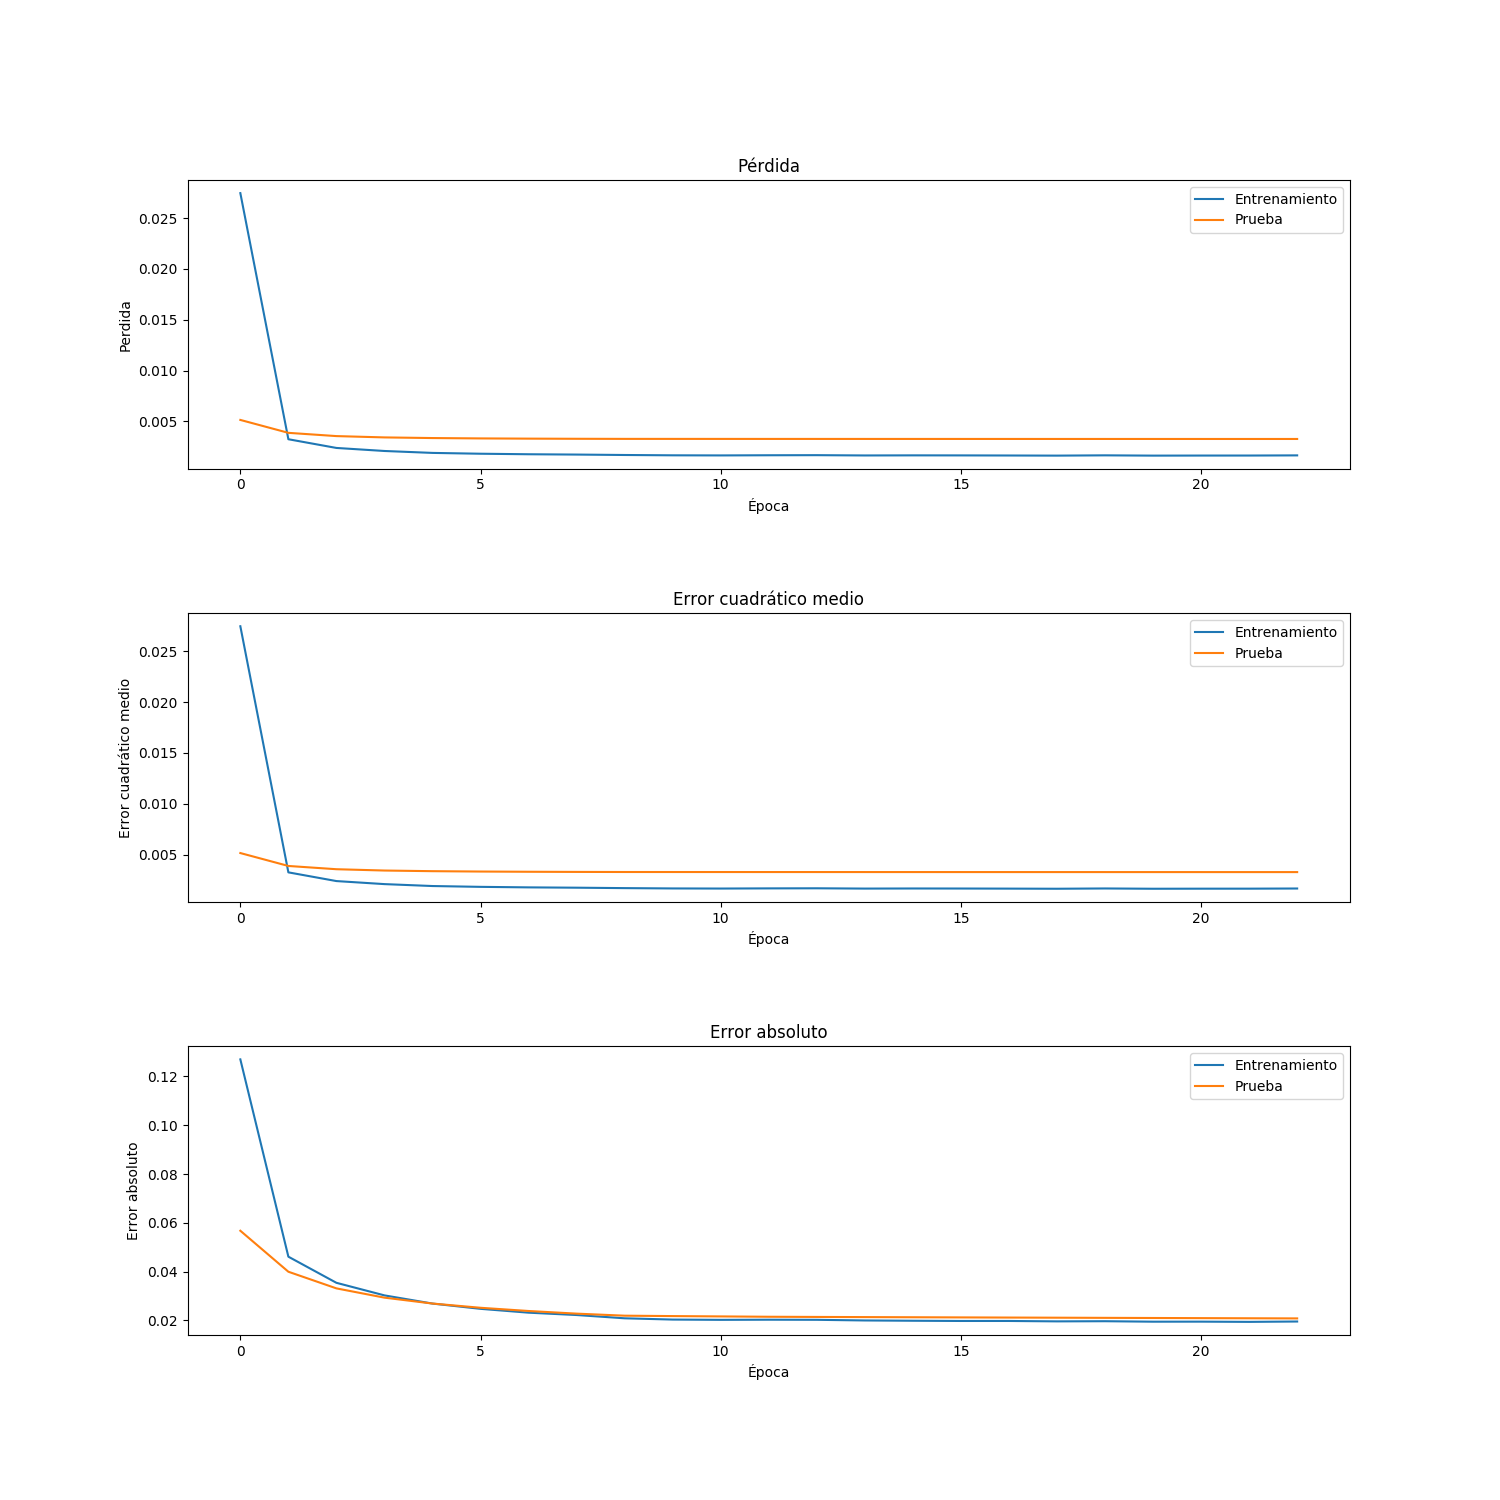 Pérdida
Entrenamiento
Prueba
0.025
0.020
0.015
0.010
0.005
Perdida
0 5 10 15 20
Época
Error cuadrático medio
Entrenamiento
Prueba
0.025
0.020
0.015
0.010
0.005
Error cuadrático medio
0 5 10 15 20
Época
Error absoluto
Entrenamiento
Prueba
0.12
0.10
0.08
0.06
0.04
0.02
Error absoluto
0 5 10 15 20
Época